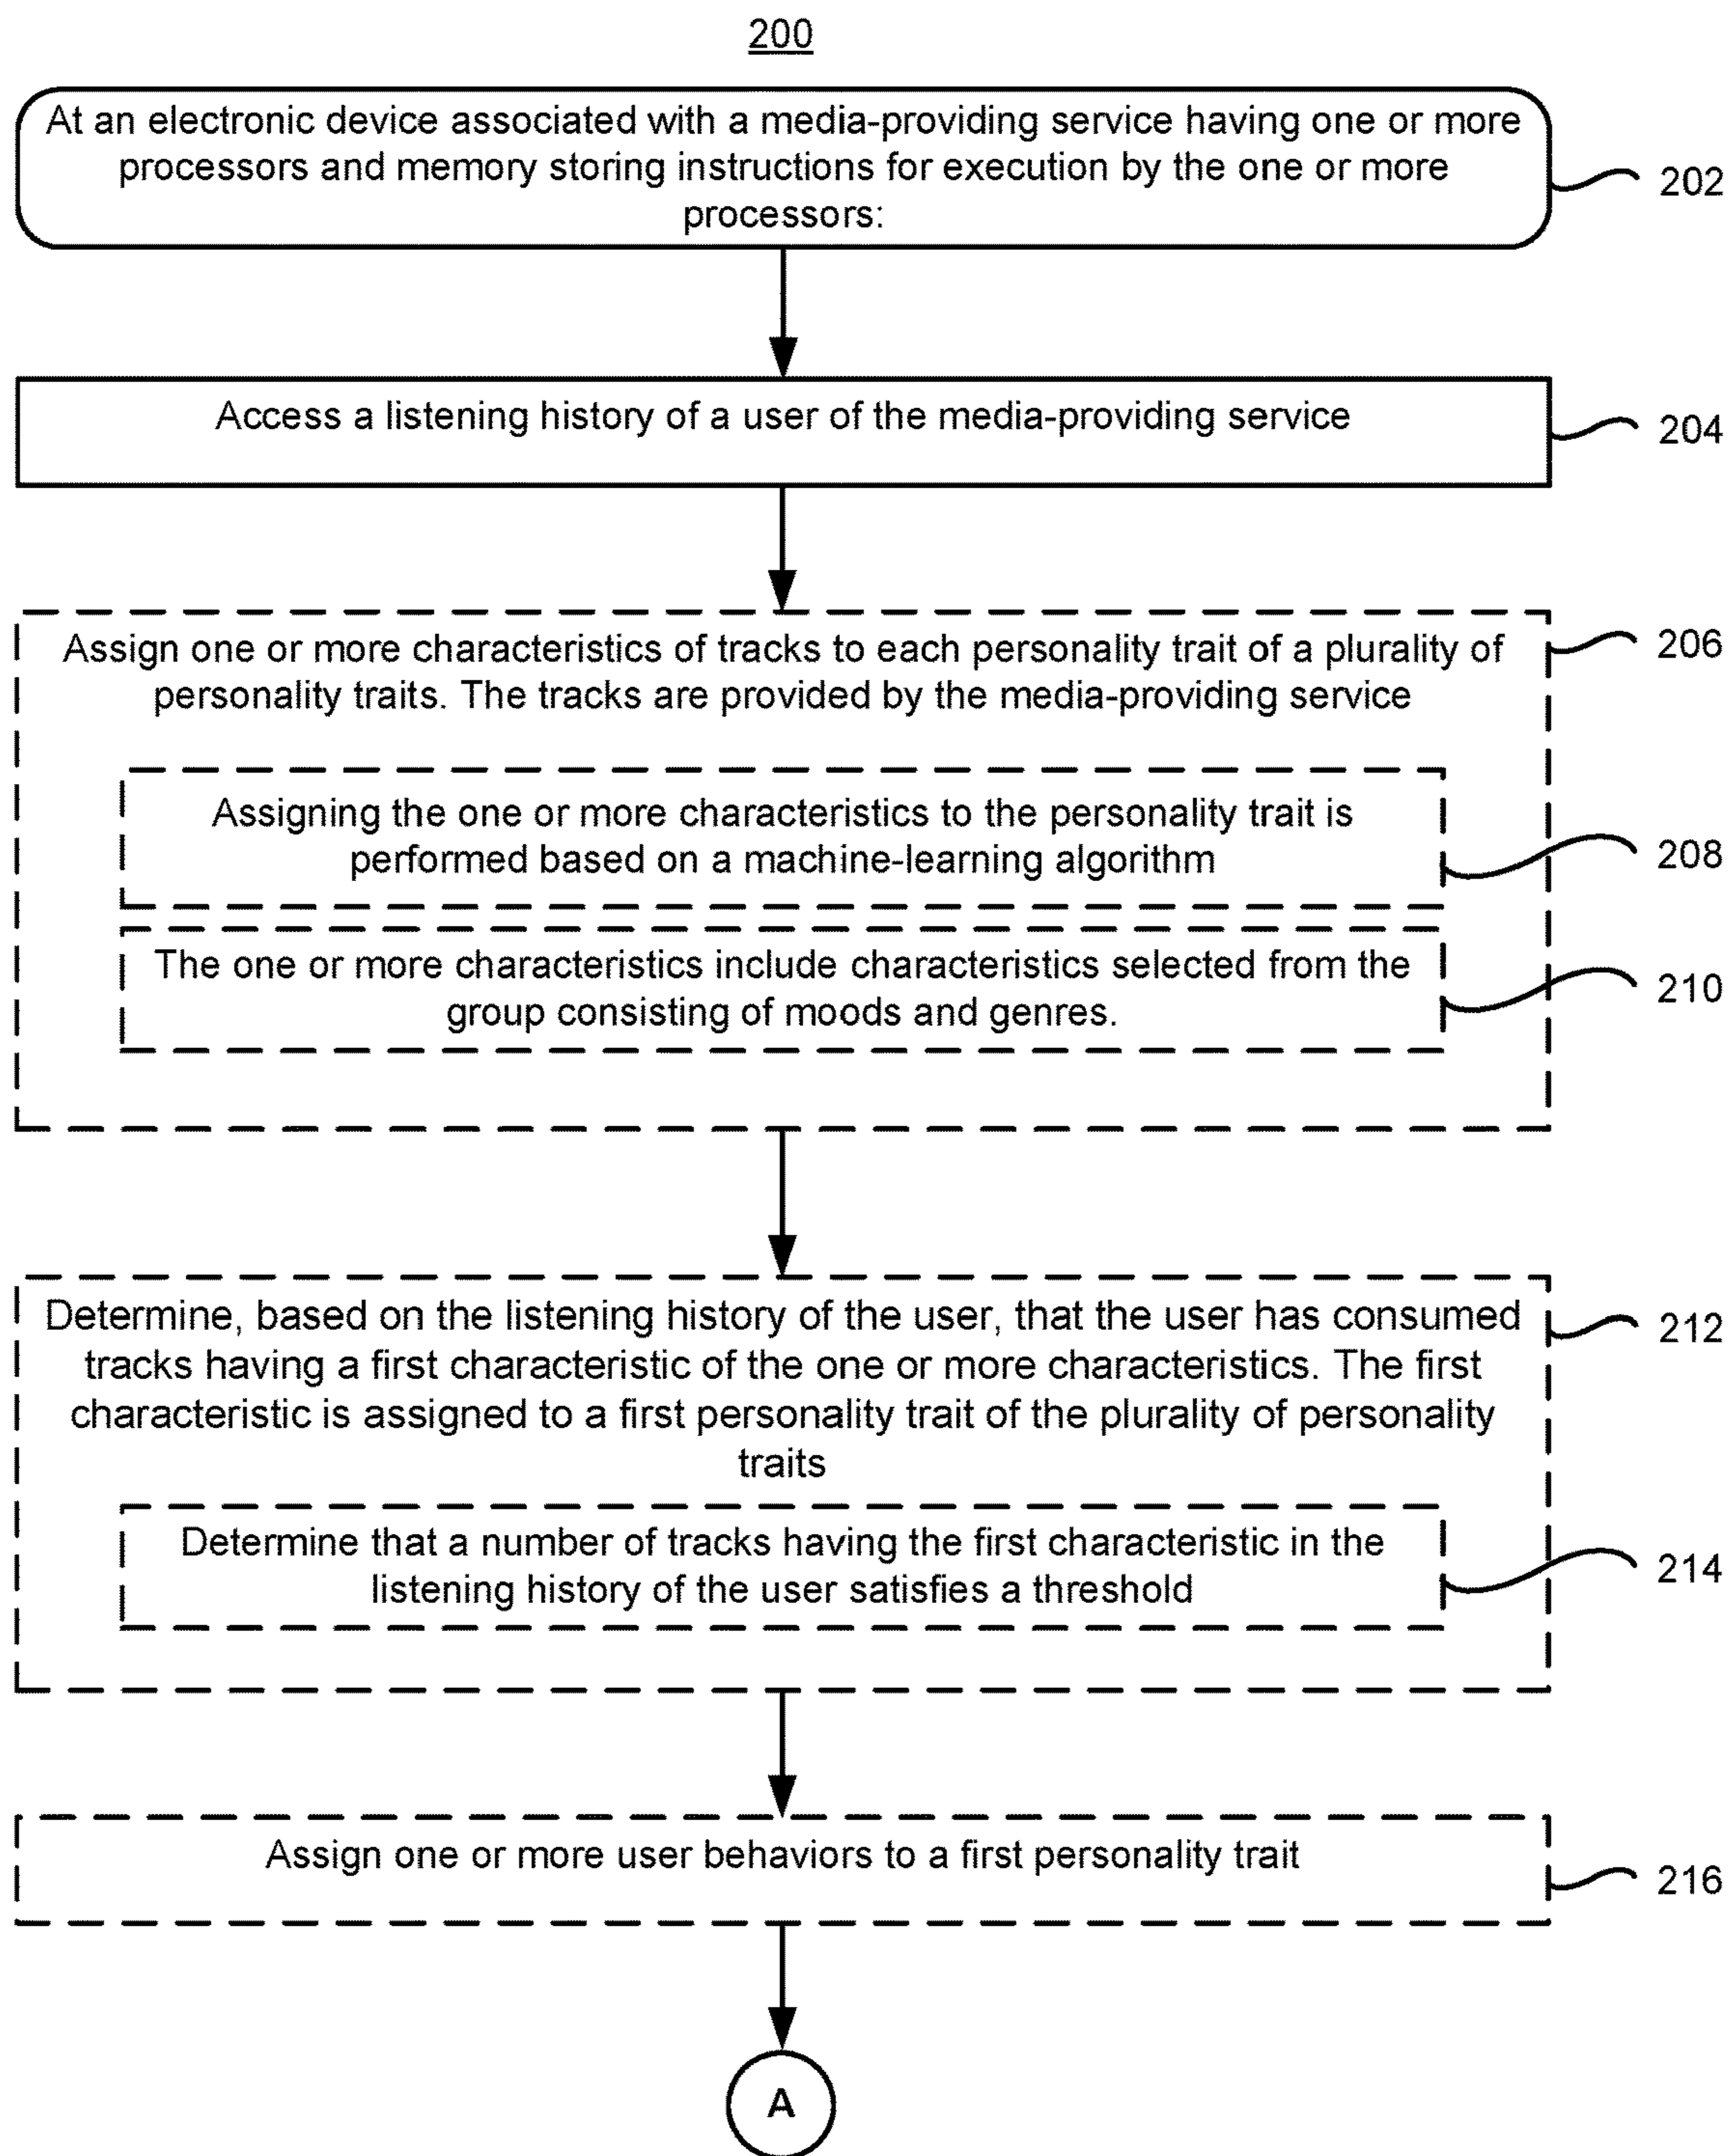 200
At an electronic device associated with a media-providing service having one or more
processors and memory storing instructions for execution by the one or more
processors:
202
Access a listening history of a user of the media-providing service
204
Assign one or more characteristics of tracks to each personality trait of a plurality of
personality traits. The tracks are provided by the media-providing service
206
Assigning the one or more characteristics to the personality trait is
performed based on a machine-learning algorithm
208
The one or more characteristics include characteristics selected from the
group consisting of moods and genres.
210
Determine, based on the listening history of the user, that the user has consumed
tracks having a first characteristic of the one or more characteristics. The first
characteristic is assigned to a first personality trait of the plurality of personality
traits
212
Determine that a number of tracks having the first characteristic in the
listening history of the user satisfies a threshold
214
Assign one or more user behaviors to a first personality trait
216
A